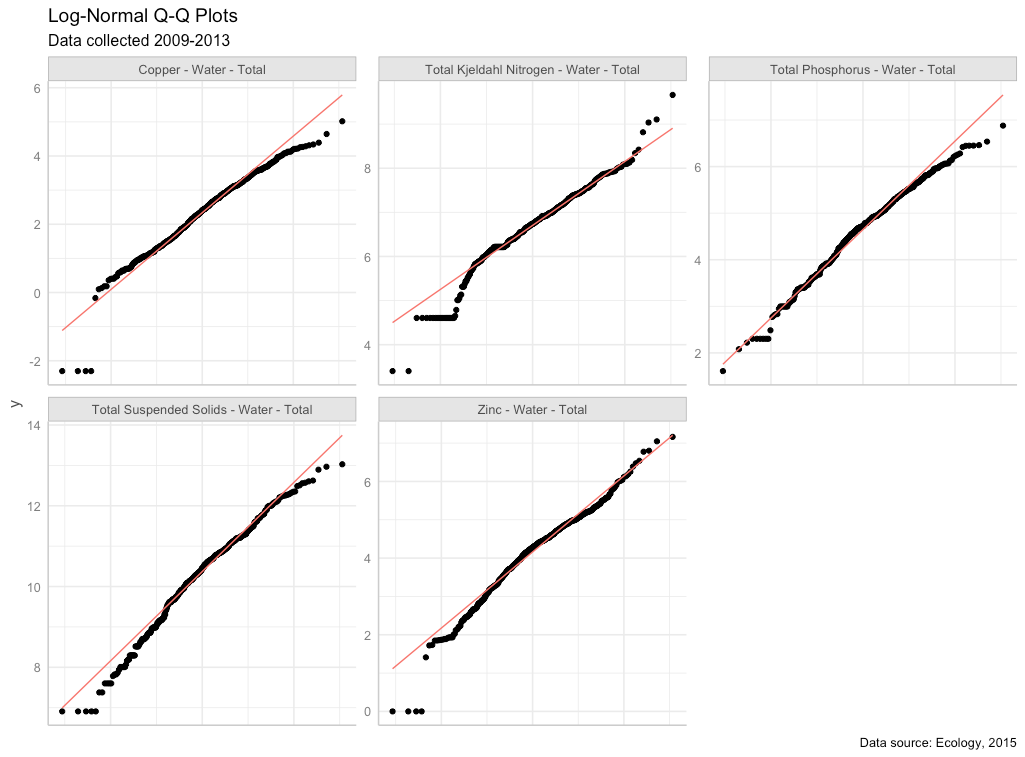 Log-Normal Q-Q Plots
Data collected 2009-2013
Copper - Water - Total
Total Kjeldahl Nitrogen - Water - Total
Total Phosphorus - Water - Total
6
4
2
0
-2
8
6
4
6
4
2
y
Total Suspended Solids - Water - Total
Zinc - Water - Total
14
12
10
8
6
4
2
0
Data source: Ecology, 2015